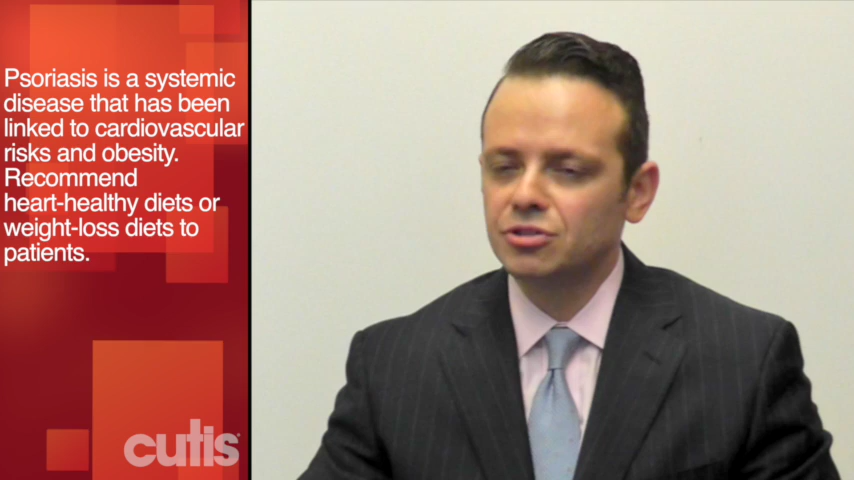 Psoriasis is a systemic
disease that has been
linked to cardiovascular
risks and obesity.
Recommend
heart-healthy diets or
weight-loss diets to
patients.
cutis®